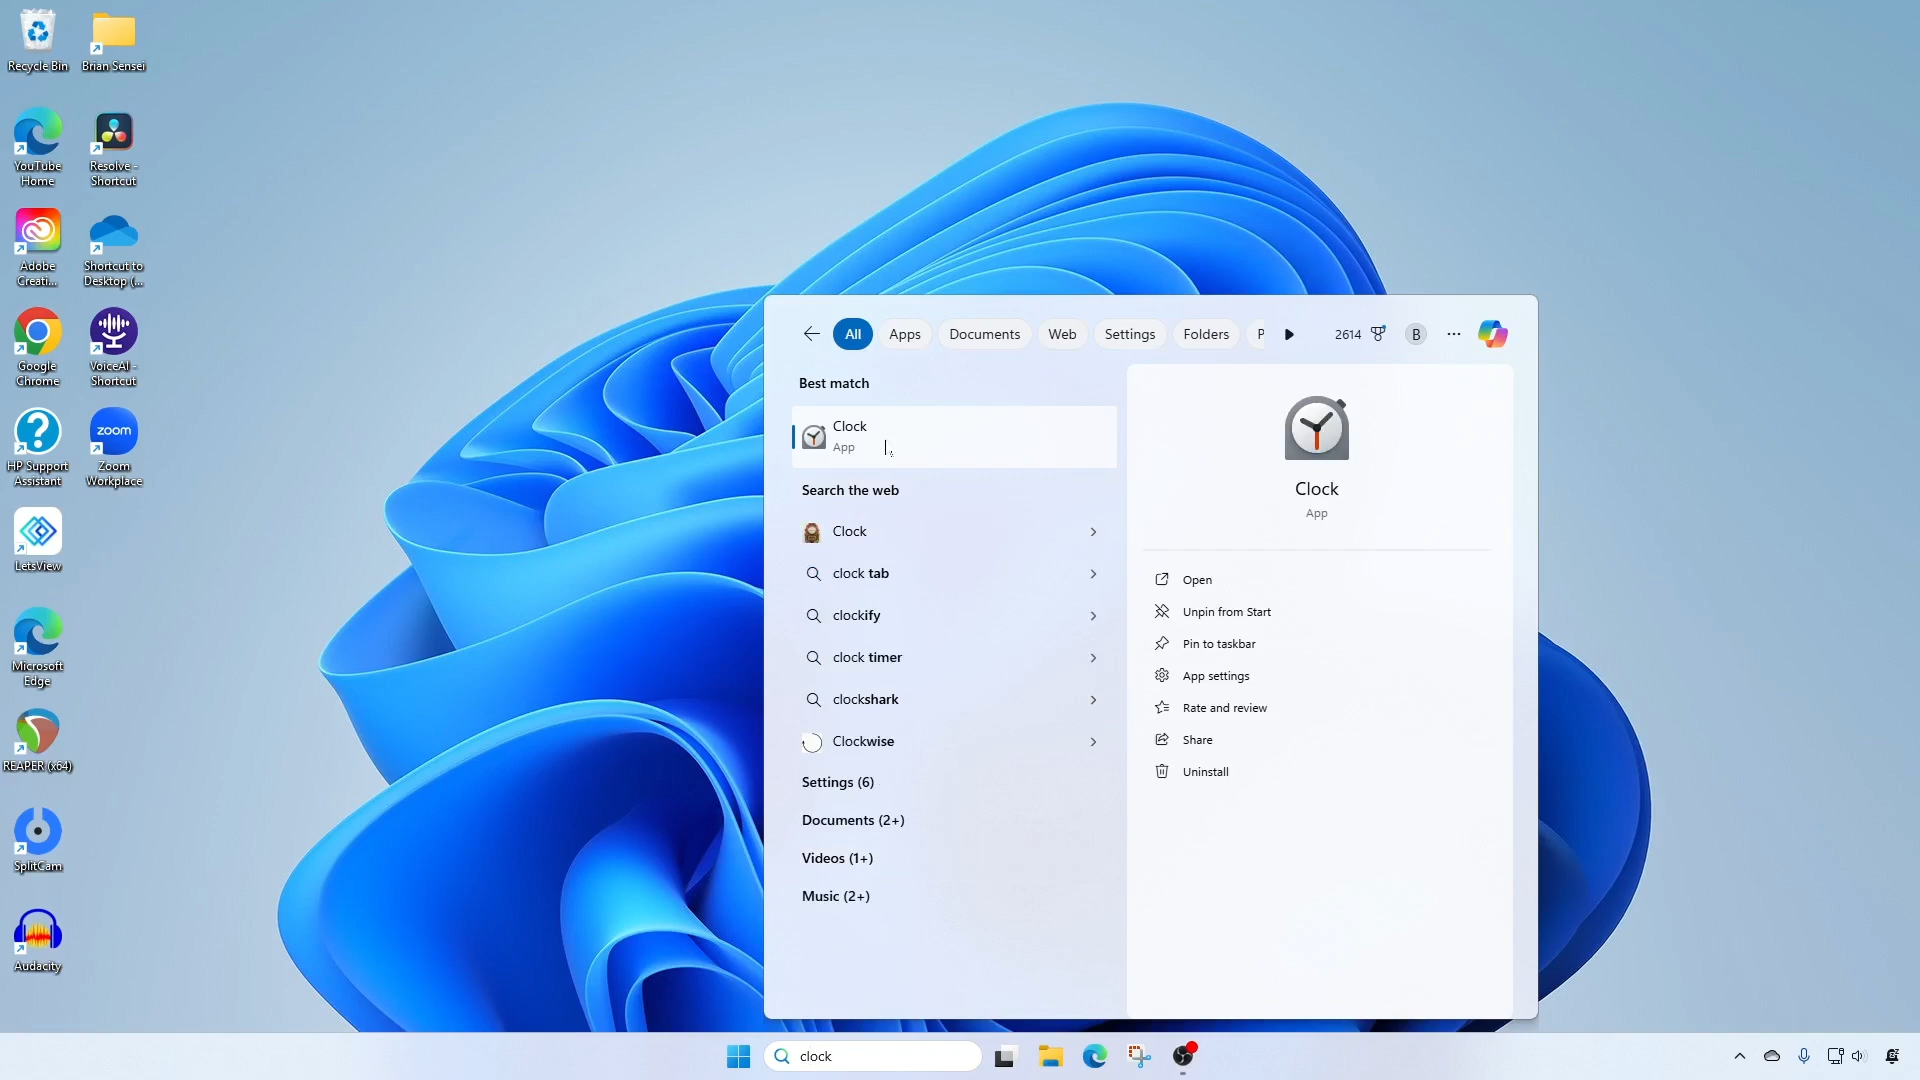 Recycle Bin
Brian Sensei
YouTube
Home
Resolve -
Shortcut
Adobe
Creati...
Shortcut to
Desktop (...
Google
Chrome
VoiceAI -
Shortcut
HP Support
Assistant
zoom
Zoom
Workplace
LetsView
Microsoft
Edge
REAPER (x64)
SplitCam
Audacity
All
Apps
Documents
Web
Settings
Folders
P
2614
B
Best match
Clock
App
Search the web
Clock
clock tab
clockify
clock timer
clockshark
Clockwise
Settings (6)
Documents (2+)
Videos (1+)
Music (2+)
Clock
App
Open
Unpin from Start
Pin to taskbar
App settings
Rate and review
Share
Uninstall
clock